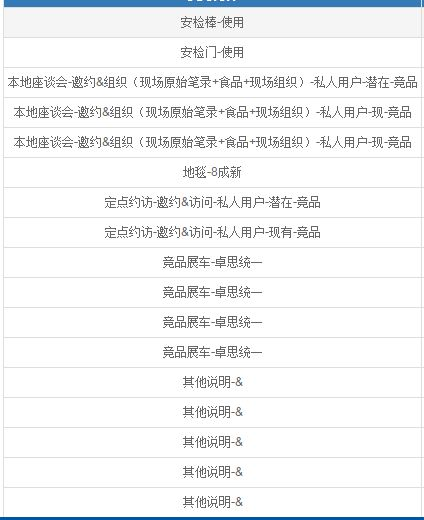 安检棒-使用
安检门-使用
本地座谈会-邀约&组织（现场原始笔录+食品+现场组织）-私人用户-潜在-竞品
本地座谈会-邀约&组织（现场原始笔录+食品+现场组织）-私人用户-现-竞品
本地座谈会-邀约&组织（现场原始笔录+食品+现场组织）-私人用户-现-竞品
地毯-8成新
定点约访-邀约&访问-私人用户-潜在-竞品
定点约访-邀约&访问-私人用户-现有-竞品
竞品展车-卓思统一
竞品展车-卓思统一
竞品展车-卓思统一
竞品展车-卓思统一
其他说明-&
其他说明-&
其他说明-&
其他说明-&
其他说明-&